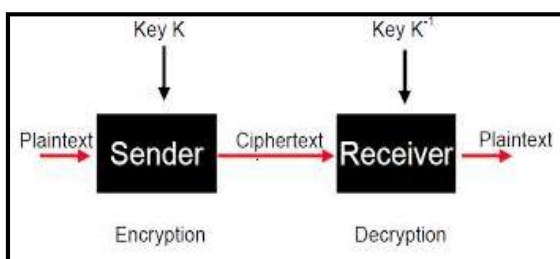 Key K Key K⁻¹
Plaintext Sender Ciphertext Receiver Plaintext
Encryption Decryption